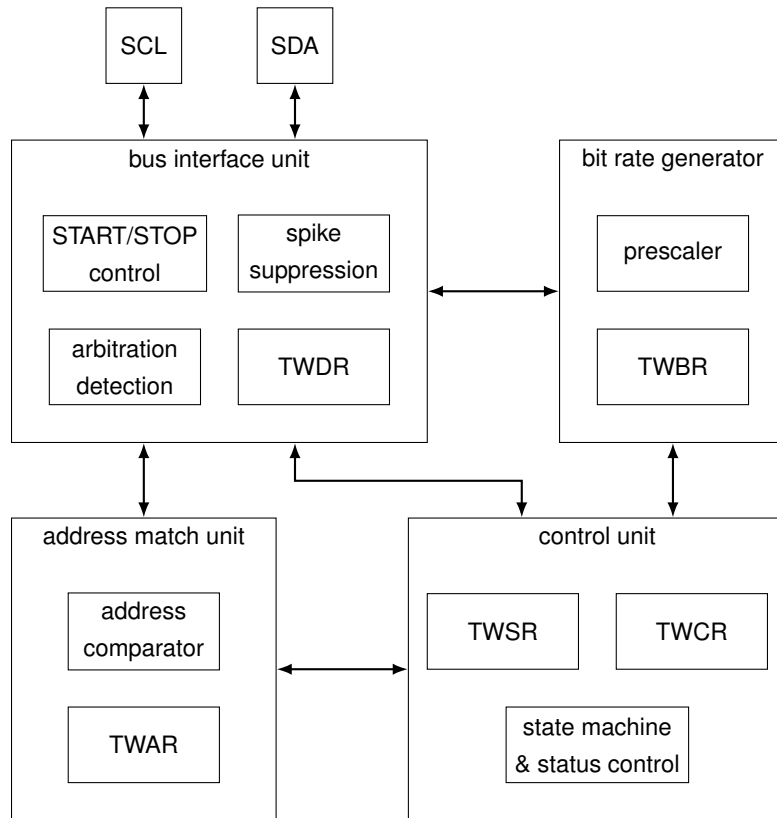 SCL
SDA
bus interface unit
START/STOP
control
spike
suppression
arbitration
detection
TWDR
bit rate generator
prescaler
TWBR
address match unit
address
comparator
TWAR
control unit
TWSR
TWCR
state machine
& status control